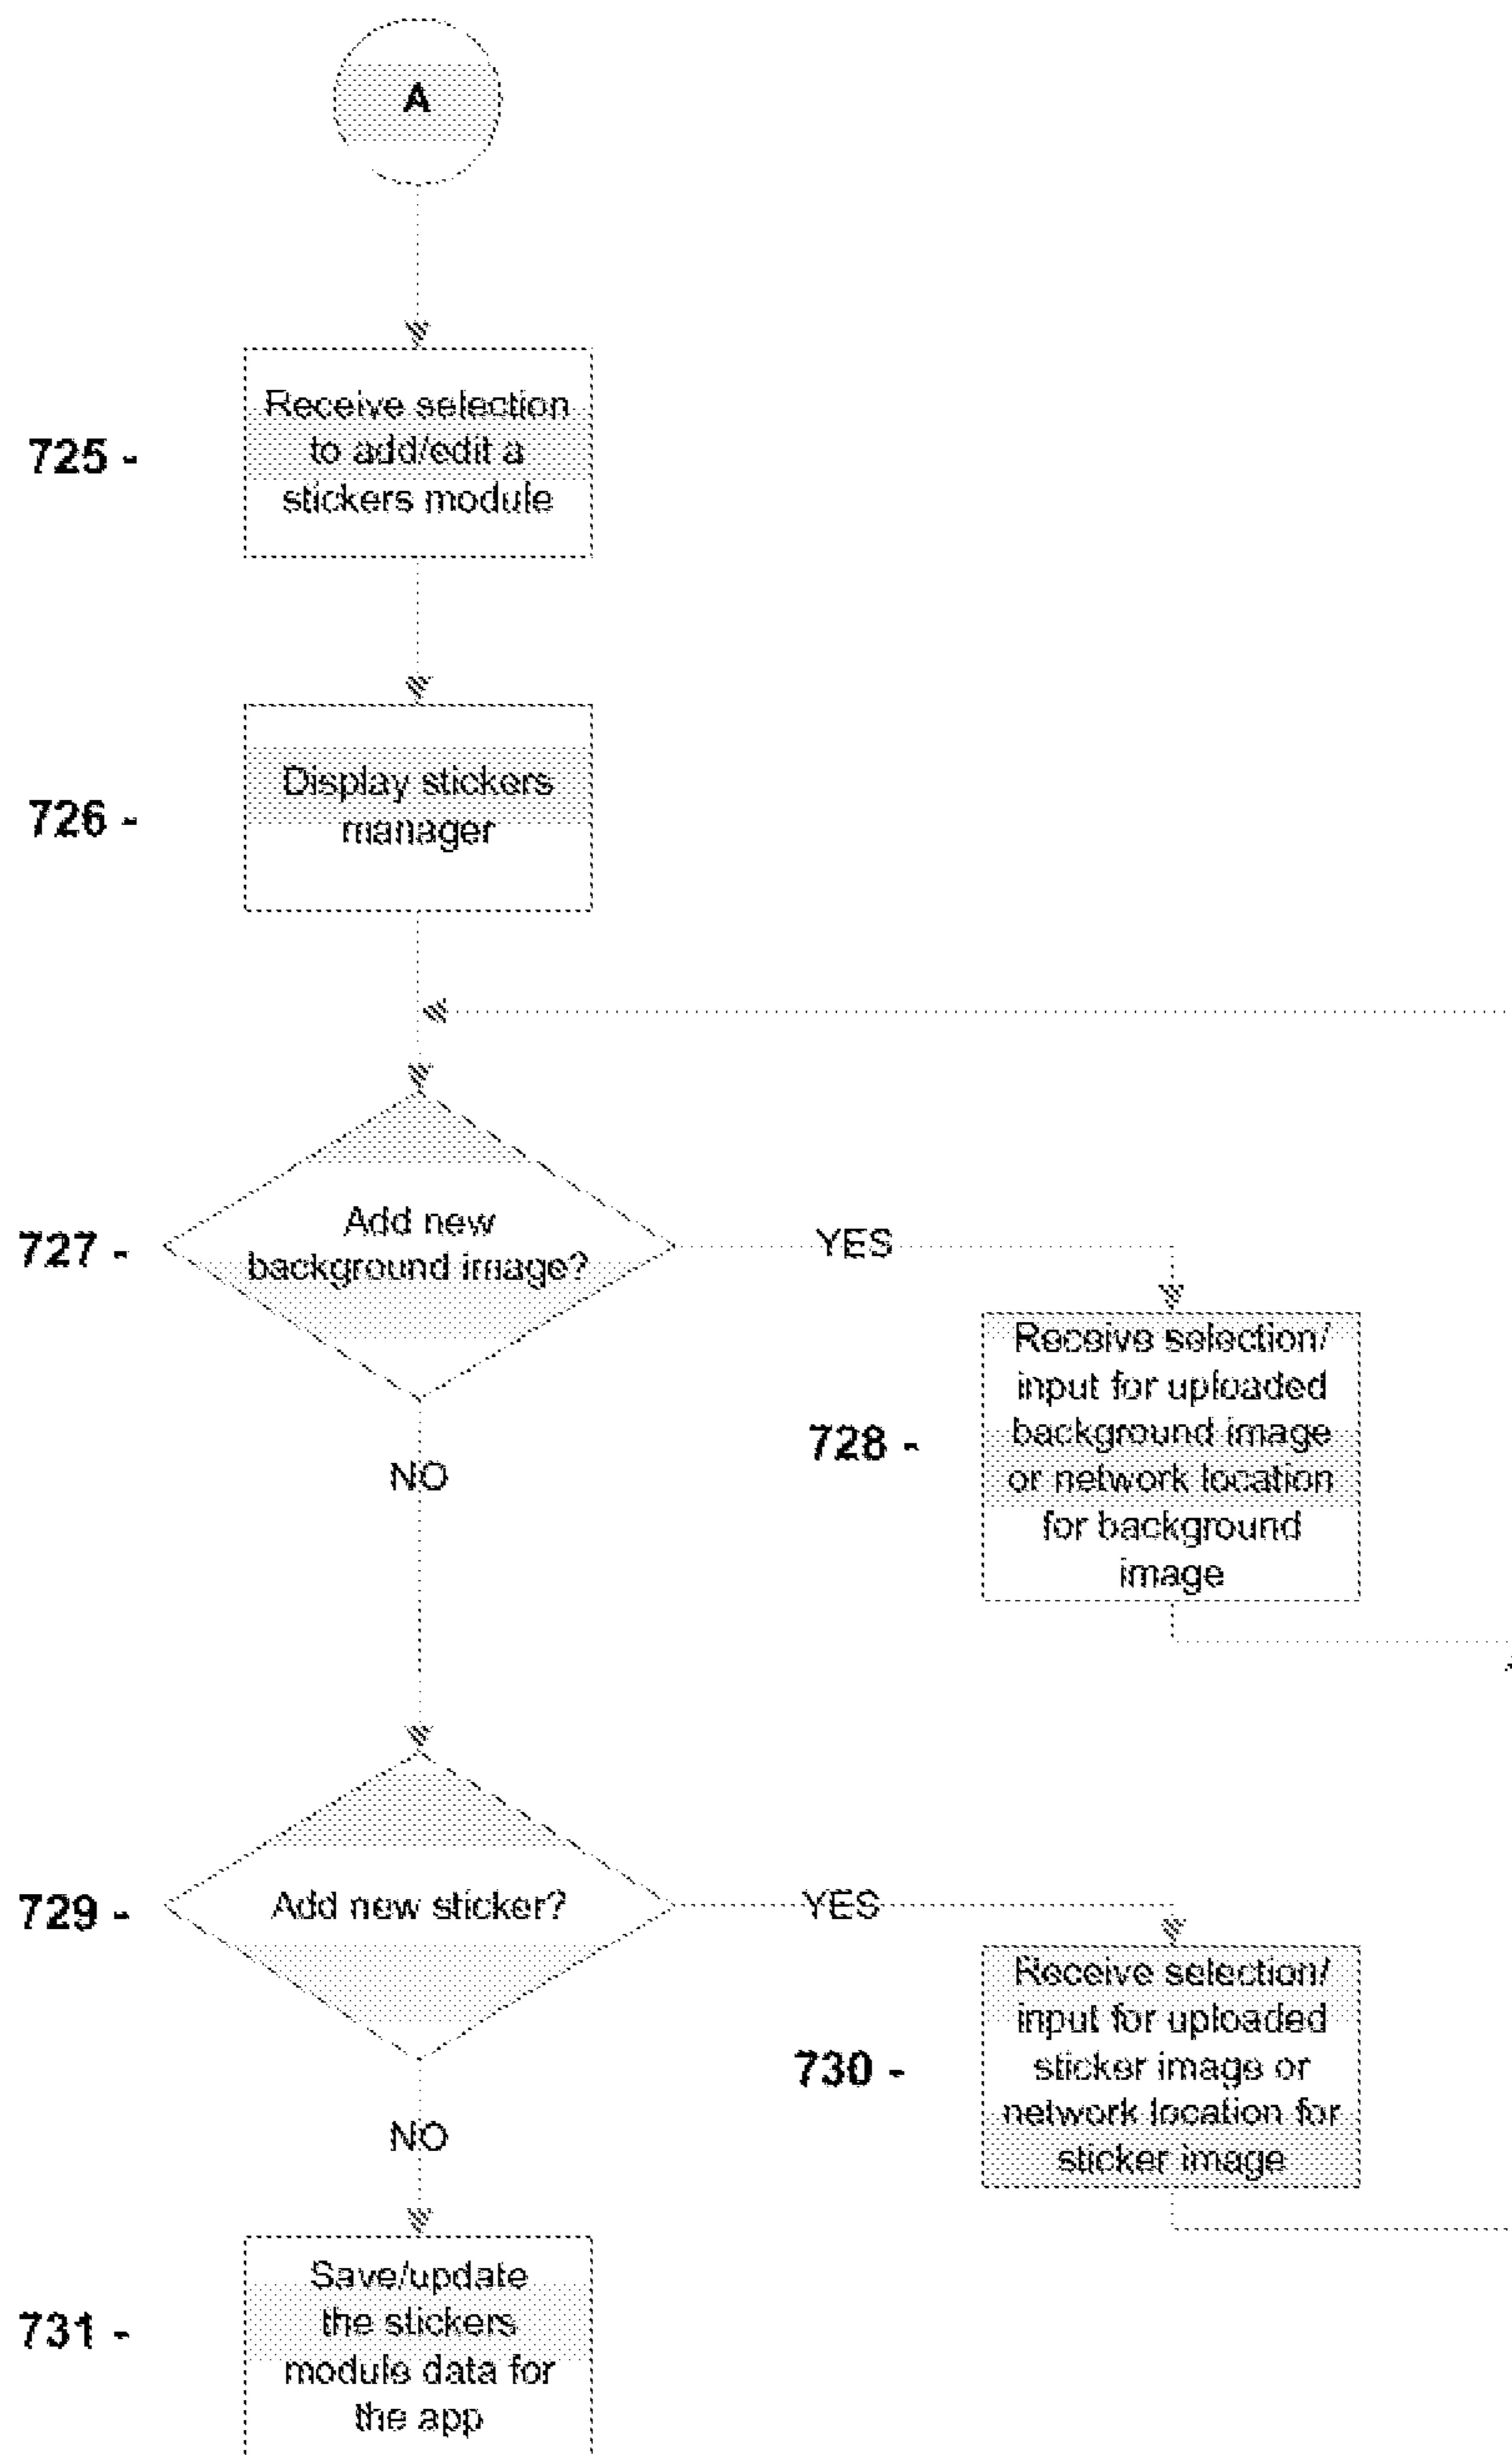 A
725 -
Receive selection
to add/edit a
stickers module
726 -
Display stickers
manager
727 -
Add new
background image?
YES
728 -
Receive selection/
input for uploaded
background image
or network location
for background
image
NO
729 -
Add new sticker?
YES
730 -
Receive selection/
input for uploaded
sticker image or
network location for
sticker image
NO
731 -
Save/update
the stickers
module data for
the app